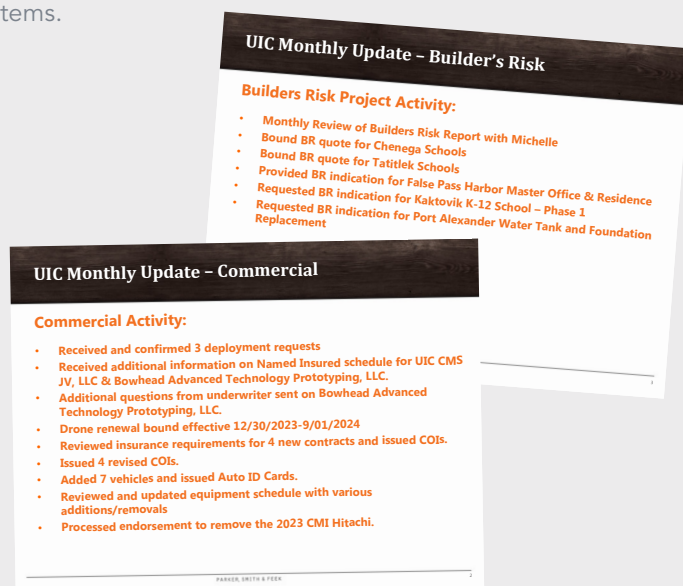 tems.
UIC Monthly Update – Builder's Risk
Builders Risk Project Activity:
• Monthly Review of Builders Risk Report with Michelle
• Bound BR quote for Chenega Schools
• Bound BR quote for Tatitlek Schools
• Provided BR indication for False Pass Harbor Master Office & Residence
• Requested BR indication for Kaktovik K-12 School – Phase 1
• Requested BR indication for Port Alexander Water Tank and Foundation
Replacement
1
UIC Monthly Update – Commercial
Commercial Activity:
• Received and confirmed 3 deployment requests
• Received additional information on Named Insured schedule for UIC CMS
JV, LLC & Bowhead Advanced Technology Prototyping, LLC.
• Additional questions from underwriter sent on Bowhead Advanced
Technology Prototyping, LLC.
• Drone renewal bound effective 12/30/2023-9/01/2024
• Reviewed insurance requirements for 4 new contracts and issued COIs.
• Issued 4 revised COIs.
• Added 7 vehicles and issued Auto ID Cards.
• Reviewed and updated equipment schedule with various
additions/removals
• Processed endorsement to remove the 2023 CMI Hitachi.
PARKER, SMITH & FEEK
2